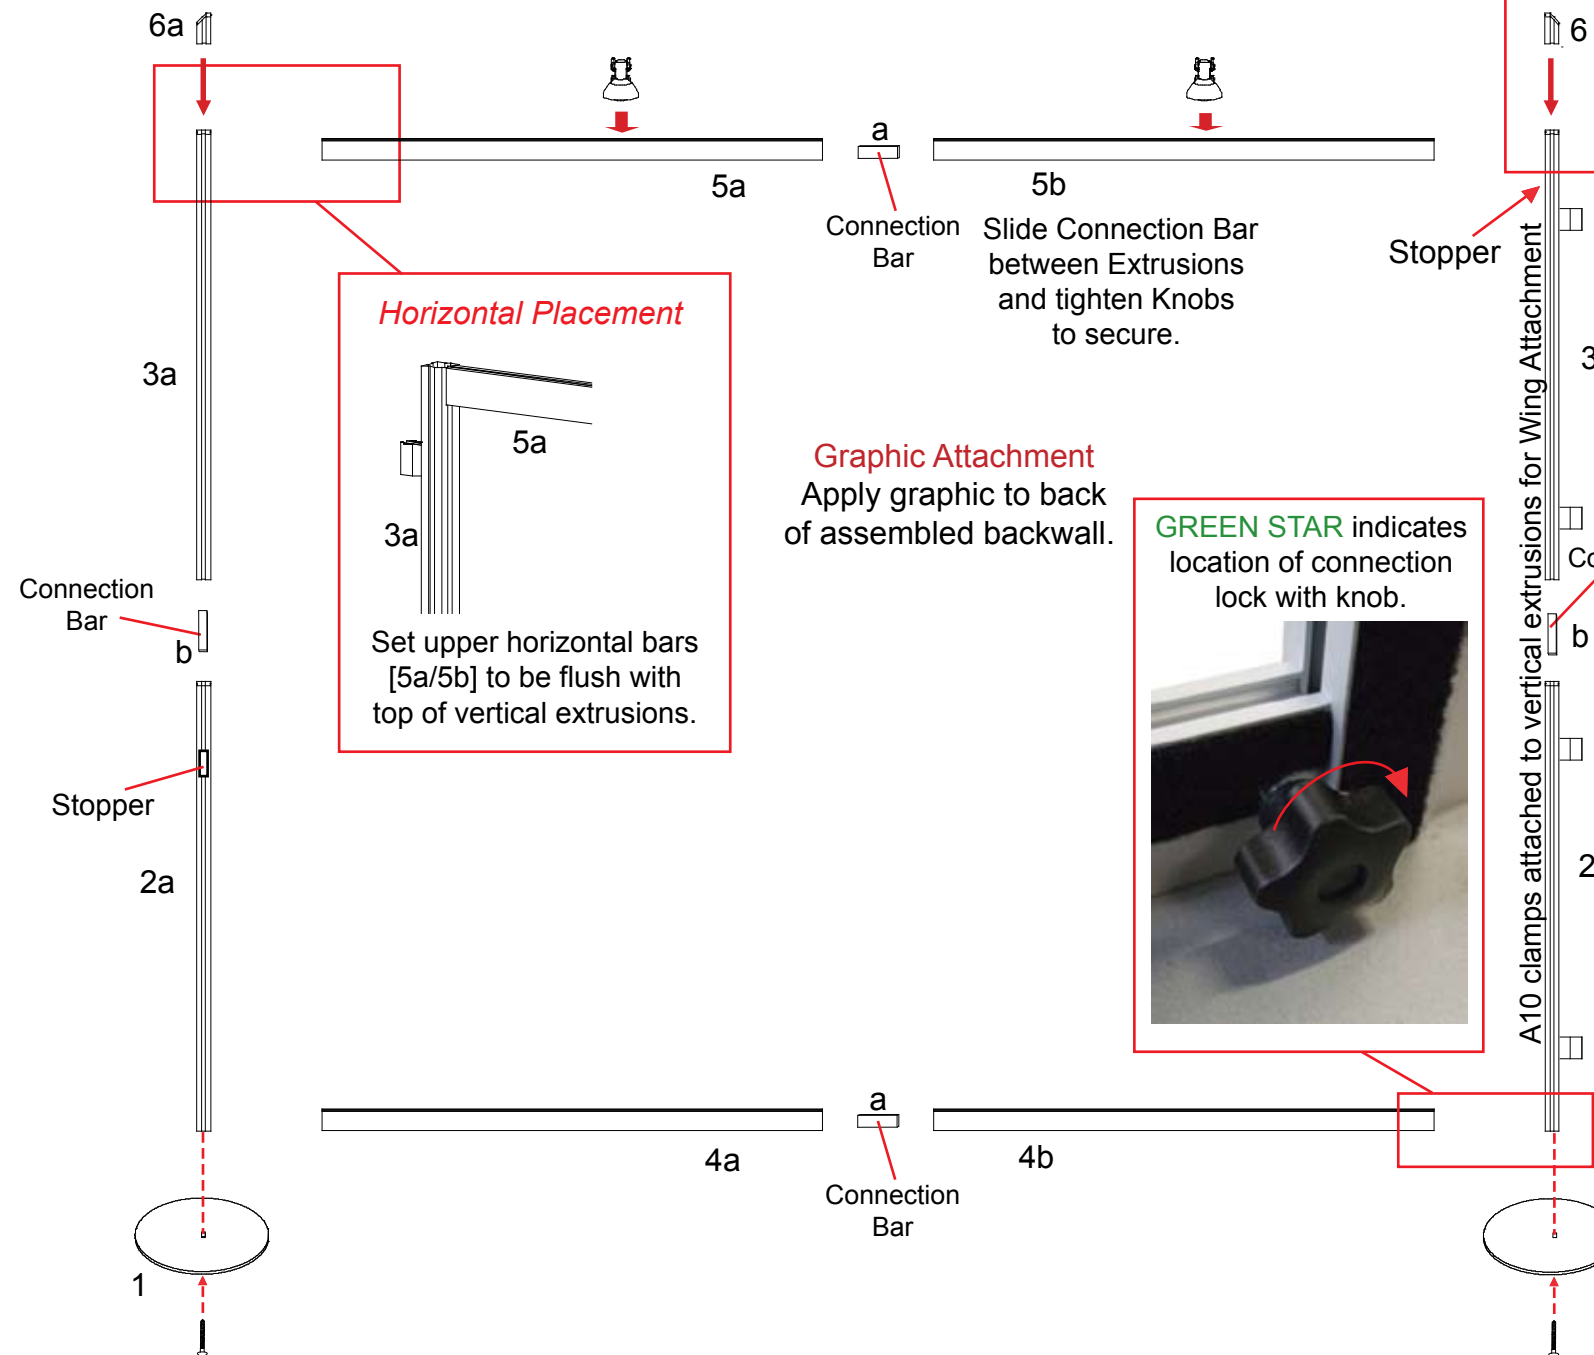 6a
6
a
5a
5b
Connection
Bar
Slide Connection Bar
between Extrusions
and tighten Knobs
to secure.
Stopper
Horizontal Placement
3a
3
5a
3a
Set upper horizontal bars
[5a/5b] to be flush with
top of vertical extrusions.
Graphic Attachment
Apply graphic to back
of assembled backwall.
GREEN STAR indicates
location of connection
lock with knob.
A10 clamps attached to vertical extrusions for Wing Attachment
Connection
Bar
b
Co
b
Stopper
2a
2
a
4a
4b
Connection
Bar
1